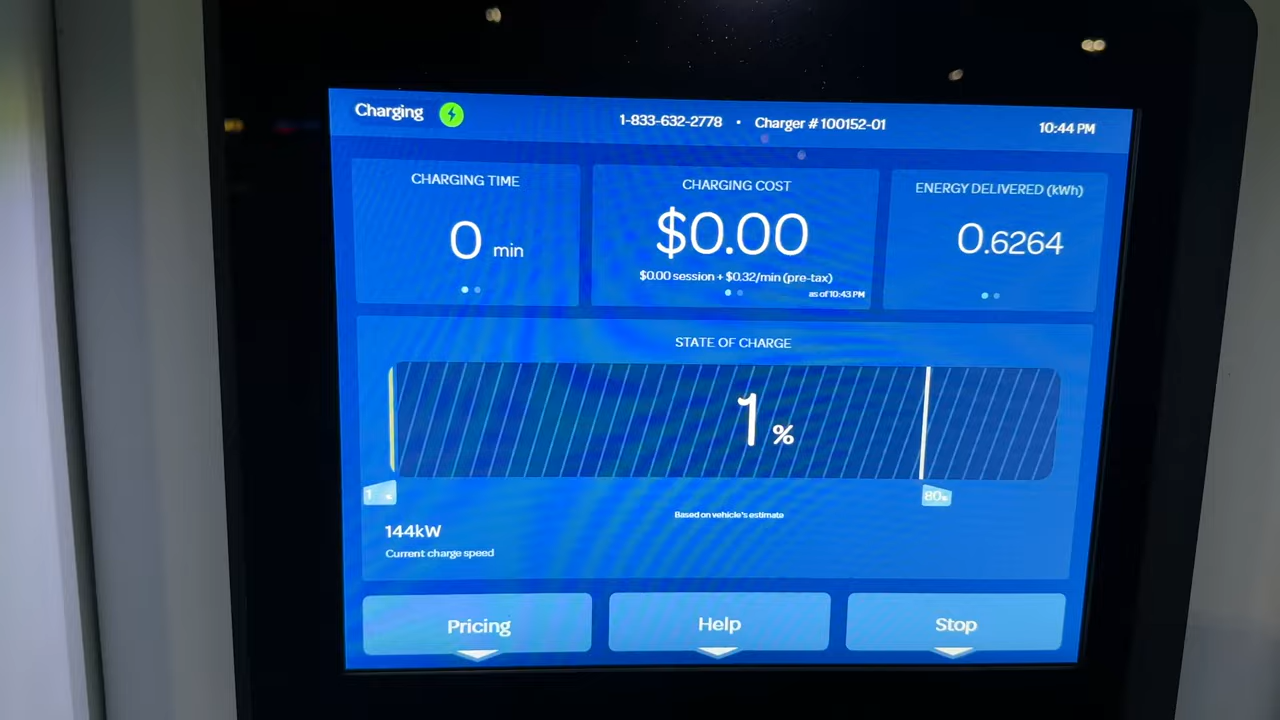 Charging
1-833-632-2778 • Charger # 100152-01
10:44 PM
CHARGING TIME
0 min
CHARGING COST
$0.00
$0.00 session + $0.32/min (pre-tax)
as of 10:43 PM
ENERGY DELIVERED (kWh)
0.6264
STATE OF CHARGE
1 %
1 %
80%
Based on vehicle's estimate
144kW
Current charge speed
Pricing
Help
Stop